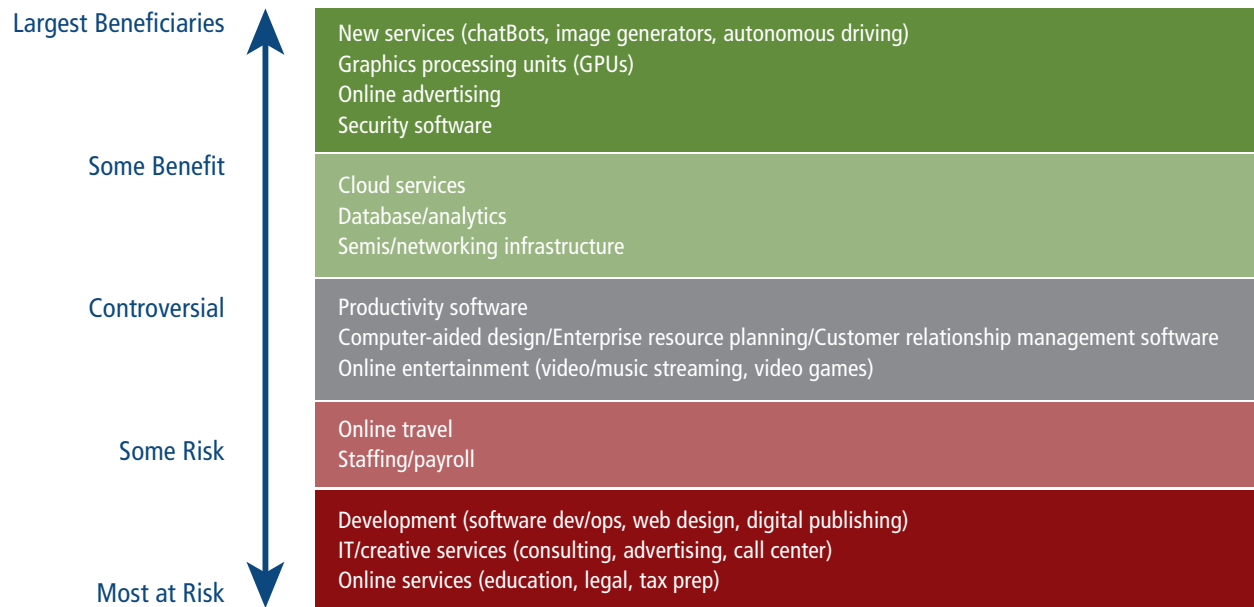 Largest Beneficiaries
New services (chatBots, image generators, autonomous driving)
Graphics processing units (GPUs)
Online advertising
Security software
Some Benefit
Cloud services
Database/analytics
Semis/networking infrastructure
Controversial
Productivity software
Computer-aided design/Enterprise resource planning/Customer relationship management software
Online entertainment (video/music streaming, video games)
Some Risk
Online travel
Staffing/payroll
Most at Risk
Development (software dev/ops, web design, digital publishing)
IT/creative services (consulting, advertising, call center)
Online services (education, legal, tax prep)